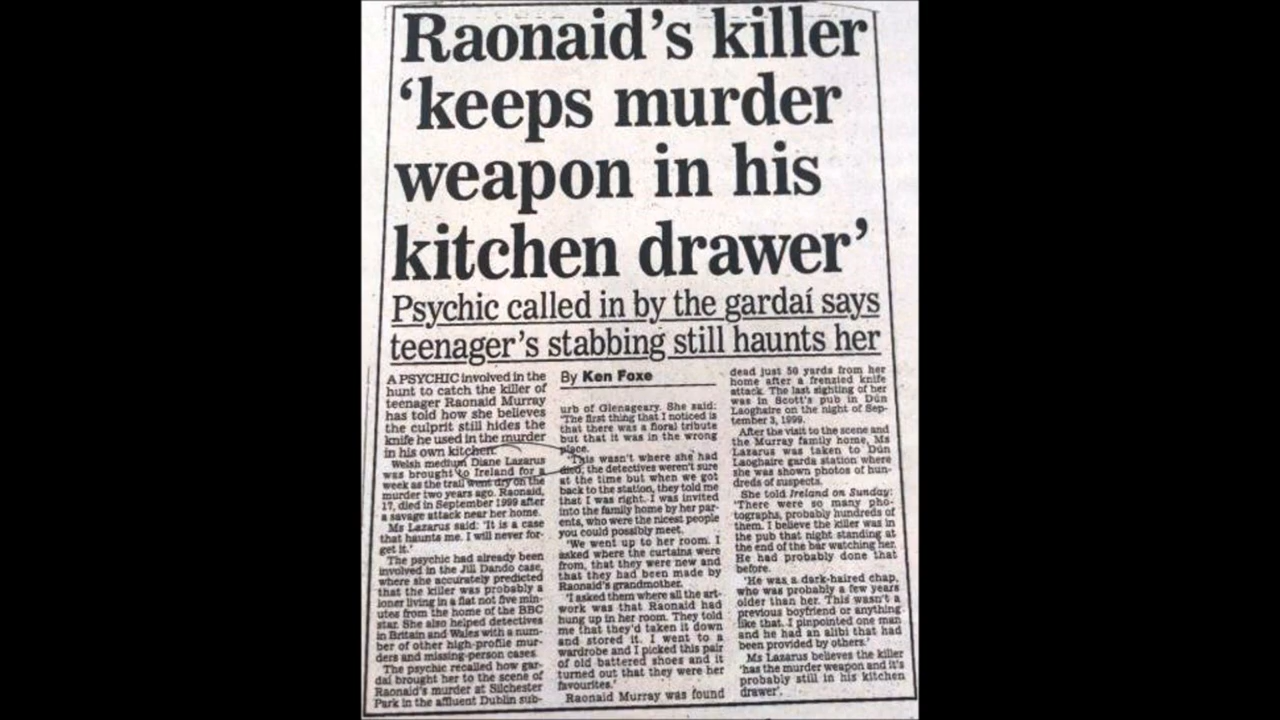 Raonaid's killer
'keeps murder
weapon in his
kitchen drawer'
Psychic called in by the gardaí says
teenager's stabbing still haunts her
A PSYCHIC involved in the
hunt to catch the killer of
teenager Raonaid Murray
has told how she believes
the culprit still hides the
knife he used in the murder
in his own kitchen.
Welsh medium Diane Lazarus
was brought to Ireland for a
week as the trail went dry on the
murder two years ago. Raonaid,
17, died in September 1999 after
a savage attack near her home.
Ms Lazarus said: 'It is a case
that haunts me. I will never for-
get it.'
The psychic had already been
involved in the Jill Dando case,
where she accurately predicted
that the killer was probably a
loner living in a flat not five min-
utes from the home of the BBC
star. She also helped detectives
in Britain and Wales with a num-
ber of other high-profile mur-
ders and missing-person cases.
The psychic recalled how gar-
daí brought her to the scene of
Raonaid's murder at Silchester
Park in the affluent Dublin sub-
By Ken Foxe
urb of Glenageary. She said:
'The first thing that I noticed is
that there was a floral tribute
but that it was in the wrong
place.
'This wasn't where she had
died, the detectives weren't sure
at the time but when we got
back to the station, they told me
that I was right. I was invited
into the family home by her par-
ents, who were the nicest people
you could possibly meet.
'We went up to her room. I
asked where the curtains were
from, that they were new and
that they had been made by
Raonaid's grandmother.
'I asked them where all the art-
work was that Raonaid had
hung up in her room. They told
me that they'd taken it down
and stored it. I went to a
wardrobe and I picked this pair
of old battered shoes and it
turned out that they were her
favourites.'
Raonaid Murray was found
dead just 50 yards from her
home after a frenzied knife
attack. The last sighting of her
was in Scott's pub in Dún
Laoghaire on the night of Sep-
tember 3, 1999.
After the visit to the scene and
the Murray family home, Ms
Lazarus was taken to Dún
Laoghaire garda station where
she was shown photos of hun-
dreds of suspects.
She told Ireland on Sunday:
'There were so many pho-
tographs, probably hundreds of
them. I believe the killer was in
the pub that night standing at
the end of the bar watching her.
He had probably done that
before.
'He was a dark-haired chap,
who was probably a few years
older than her. This wasn't a
previous boyfriend or anything
like that. I pinpointed one man
and he had an alibi that had
been provided by others.'
Ms Lazarus believes the killer
'has the murder weapon and it's
probably still in his kitchen
drawer'.